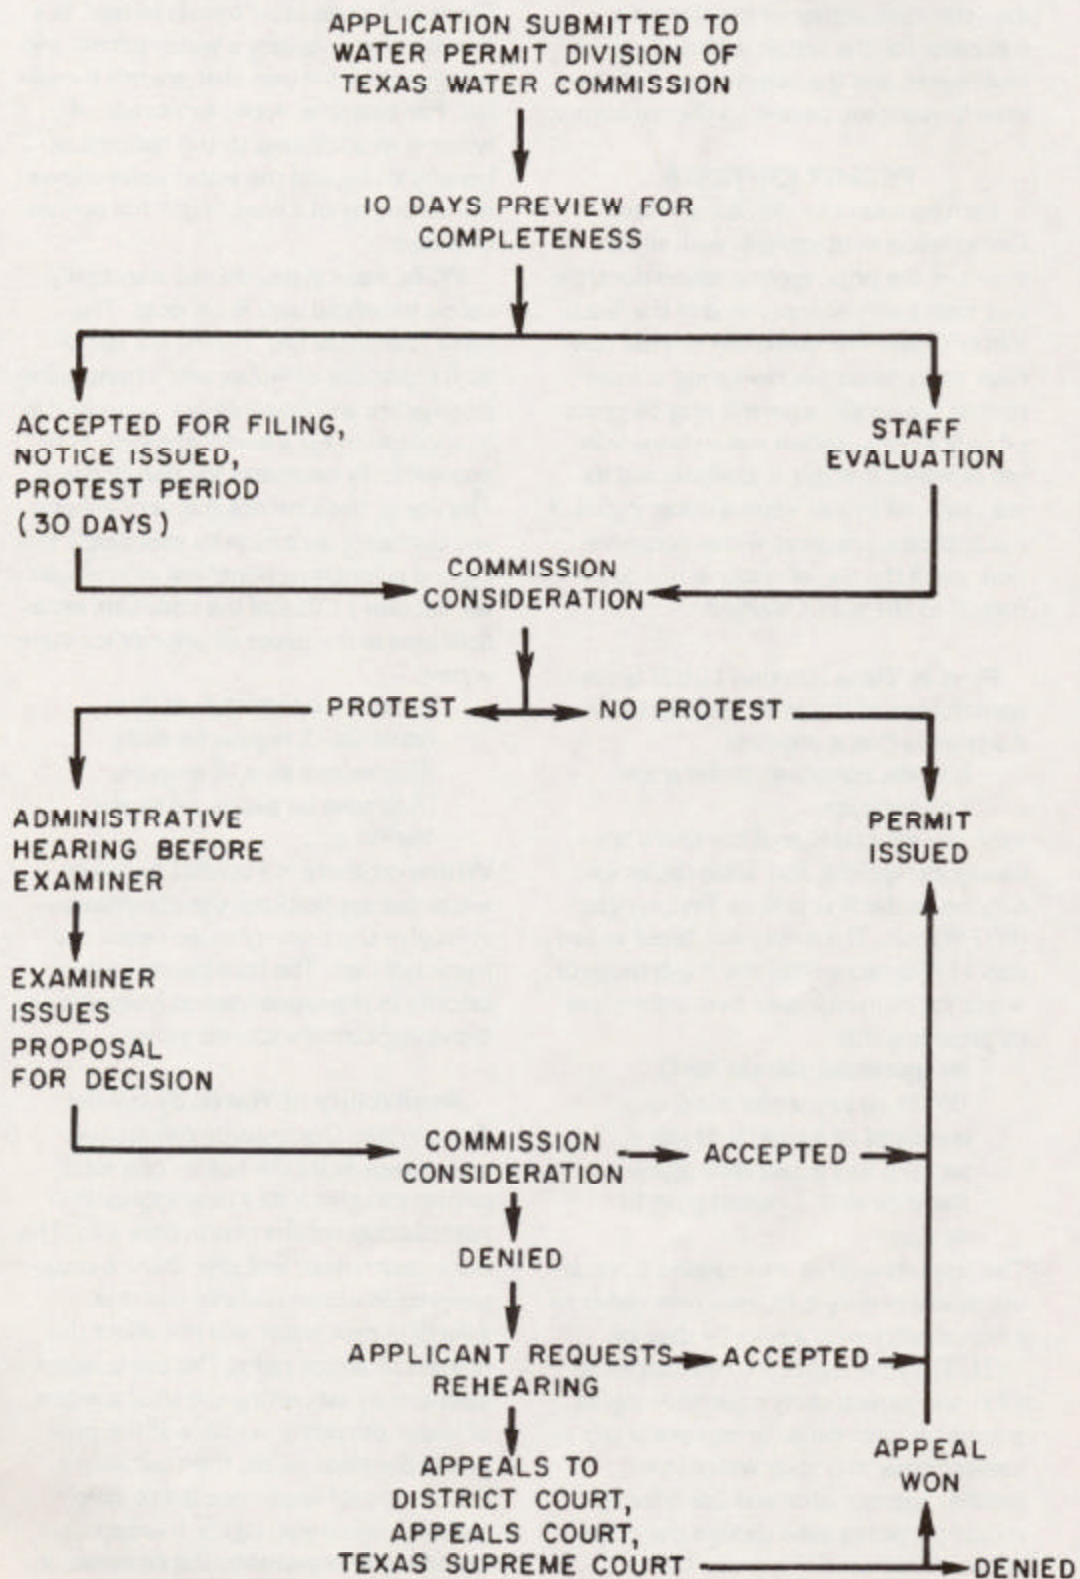 APPLICATION SUBMITTED TO
WATER PERMIT DIVISION OF
TEXAS WATER COMMISSION
10 DAYS PREVIEW FOR
COMPLETENESS
ACCEPTED FOR FILING,
NOTICE ISSUED,
PROTEST PERIOD
(30 DAYS)
STAFF
EVALUATION
COMMISSION
CONSIDERATION
PROTEST
NO PROTEST
ADMINISTRATIVE
HEARING BEFORE
EXAMINER
PERMIT
ISSUED
EXAMINER
ISSUES
PROPOSAL
FOR DECISION
COMMISSION
CONSIDERATION
ACCEPTED
DENIED
APPLICANT REQUESTS
REHEARING
ACCEPTED
APPEALS TO
DISTRICT COURT,
APPEALS COURT,
TEXAS SUPREME COURT
APPEAL
WON
DENIED